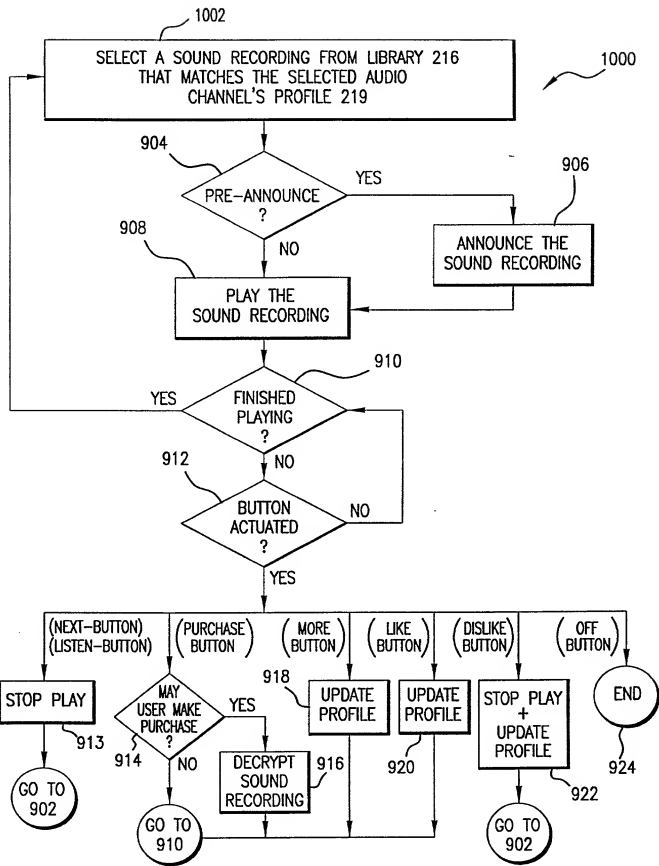 1002
SELECT A SOUND RECORDING FROM LIBRARY 216
THAT MATCHES THE SELECTED AUDIO
CHANNEL'S PROFILE 219
1000
904
PRE-ANNOUNCE
?
YES
NO
906
ANNOUNCE THE
SOUND RECORDING
908
PLAY THE
SOUND RECORDING
910
YES
FINISHED
PLAYING
?
NO
912
BUTTON
ACTUATED
?
NO
YES
(NEXT-BUTTON)
(LISTEN-BUTTON)
(PURCHASE
BUTTON)
(MORE
BUTTON)
(LIKE
BUTTON)
(DISLIKE
BUTTON)
(OFF
BUTTON)
STOP PLAY
913
GO TO
902
MAY
USER MAKE
PURCHASE
?
914
YES
NO
DECRYPT
SOUND
RECORDING
916
GO TO
910
918
UPDATE
PROFILE
UPDATE
PROFILE
920
STOP PLAY
+
UPDATE
PROFILE
922
GO TO
902
END
924